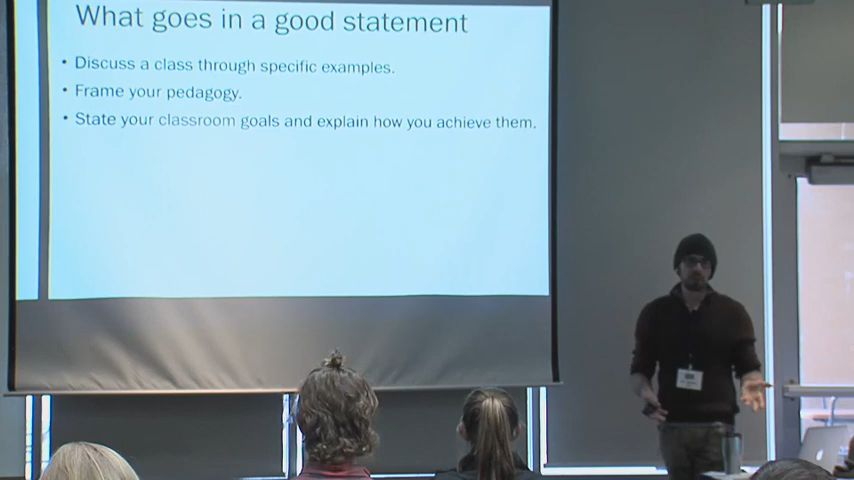 What goes in a good statement
• Discuss a class through specific examples.
• Frame your pedagogy.
• State your classroom goals and explain how you achieve them.